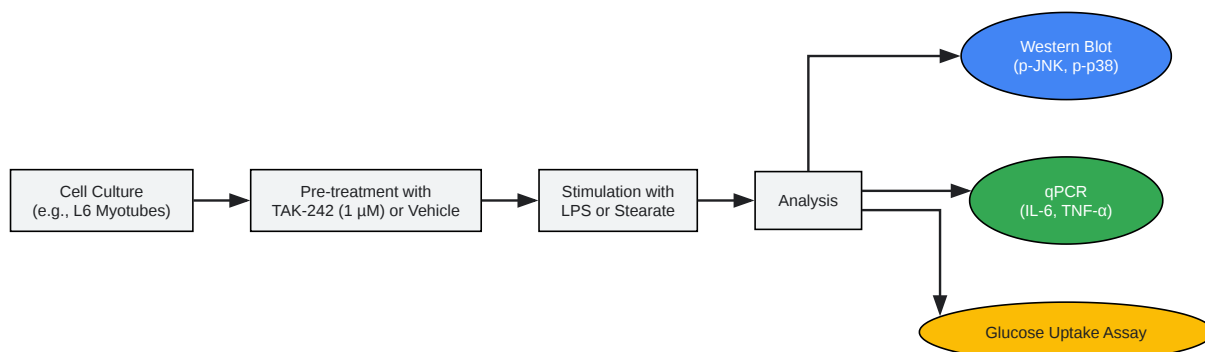 Cell Culture
(e.g., L6 Myotubes)
Pre-treatment with
TAK-242 (1 µM) or Vehicle
Stimulation with
LPS or Stearate
Analysis
Western Blot
(p-JNK, p-p38)
qPCR
(IL-6, TNF-α)
Glucose Uptake Assay